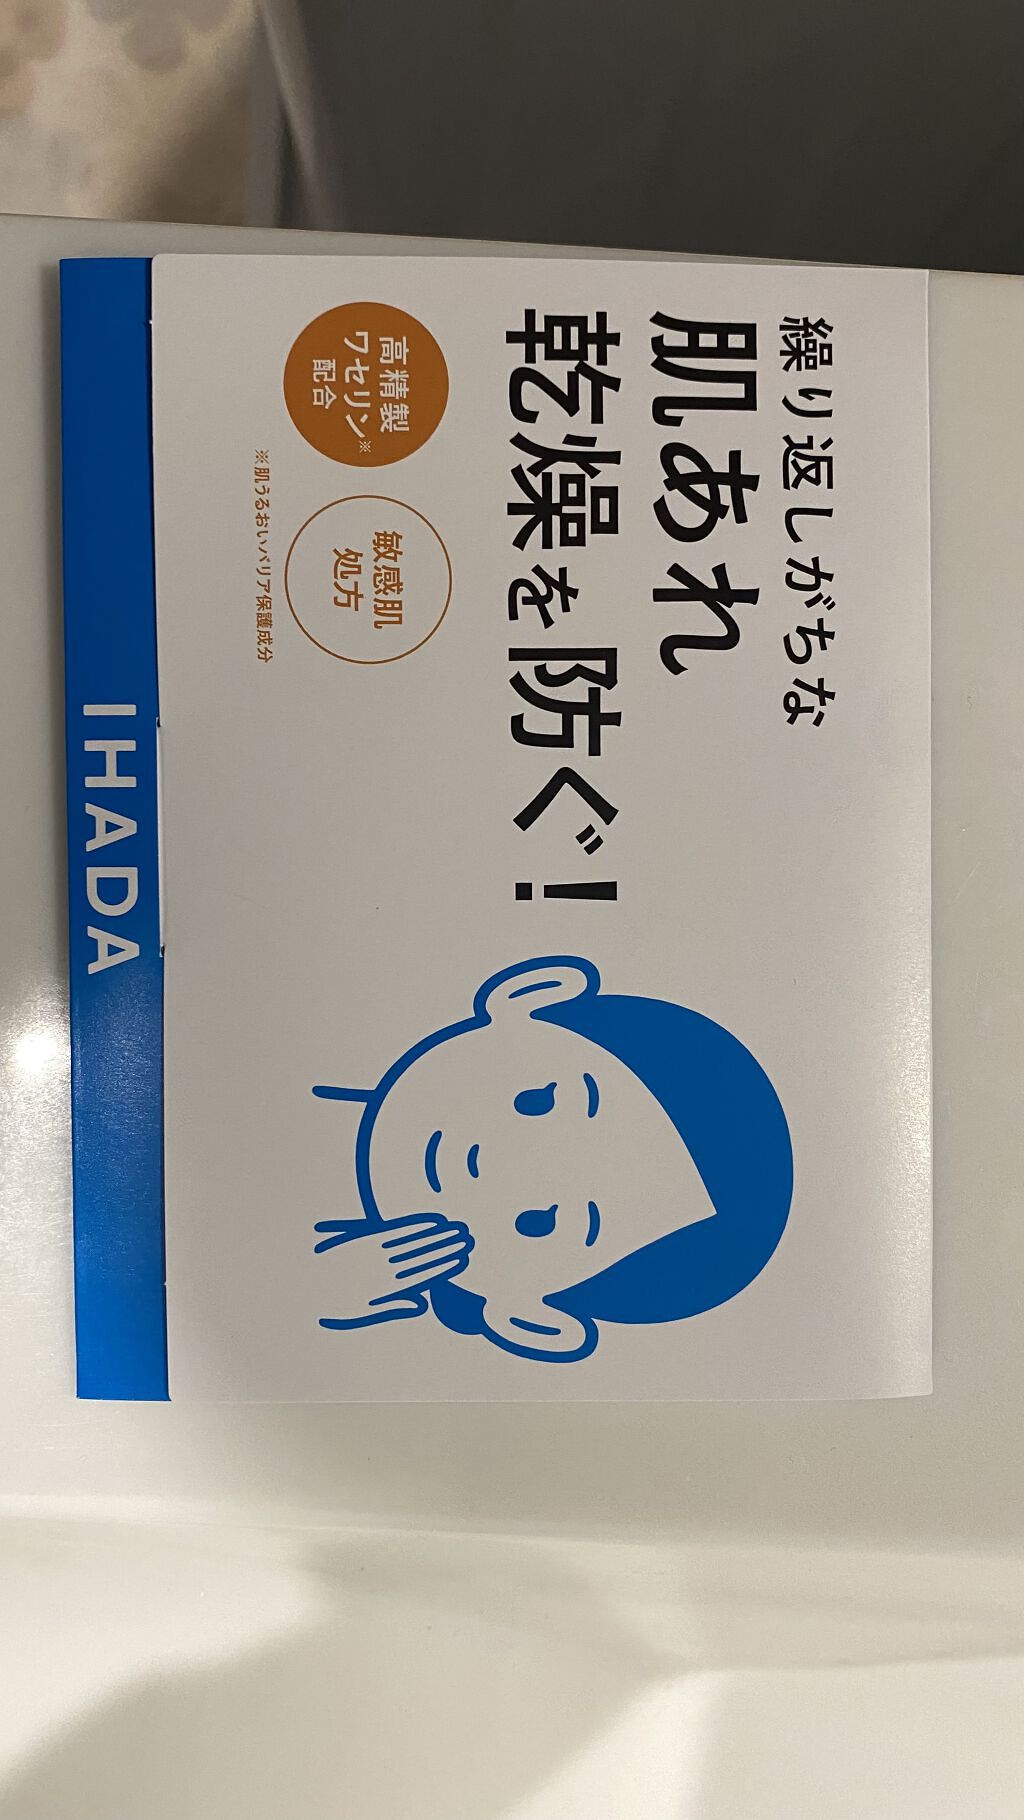 繰り返しがちな
肌あれ
乾燥を防ぐ!
高精製
ワセリン※
配合
敏感肌
処方
※肌うるおいバリア保護成分
IHADA